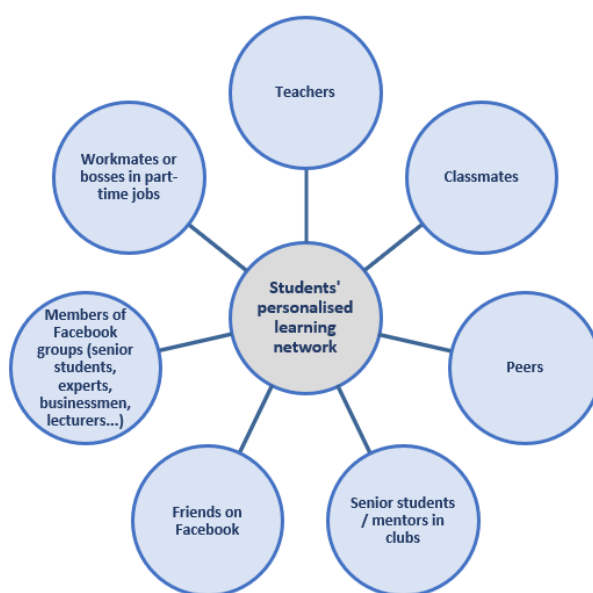 Teachers
Classmates
Peers
Senior students
/ mentors in
clubs
Friends on
Facebook
Members of
Facebook
groups (senior
students,
experts,
businessmen,
lecturers...)
Workmates or
bosses in part-
time jobs
Students'
personalised
learning
network